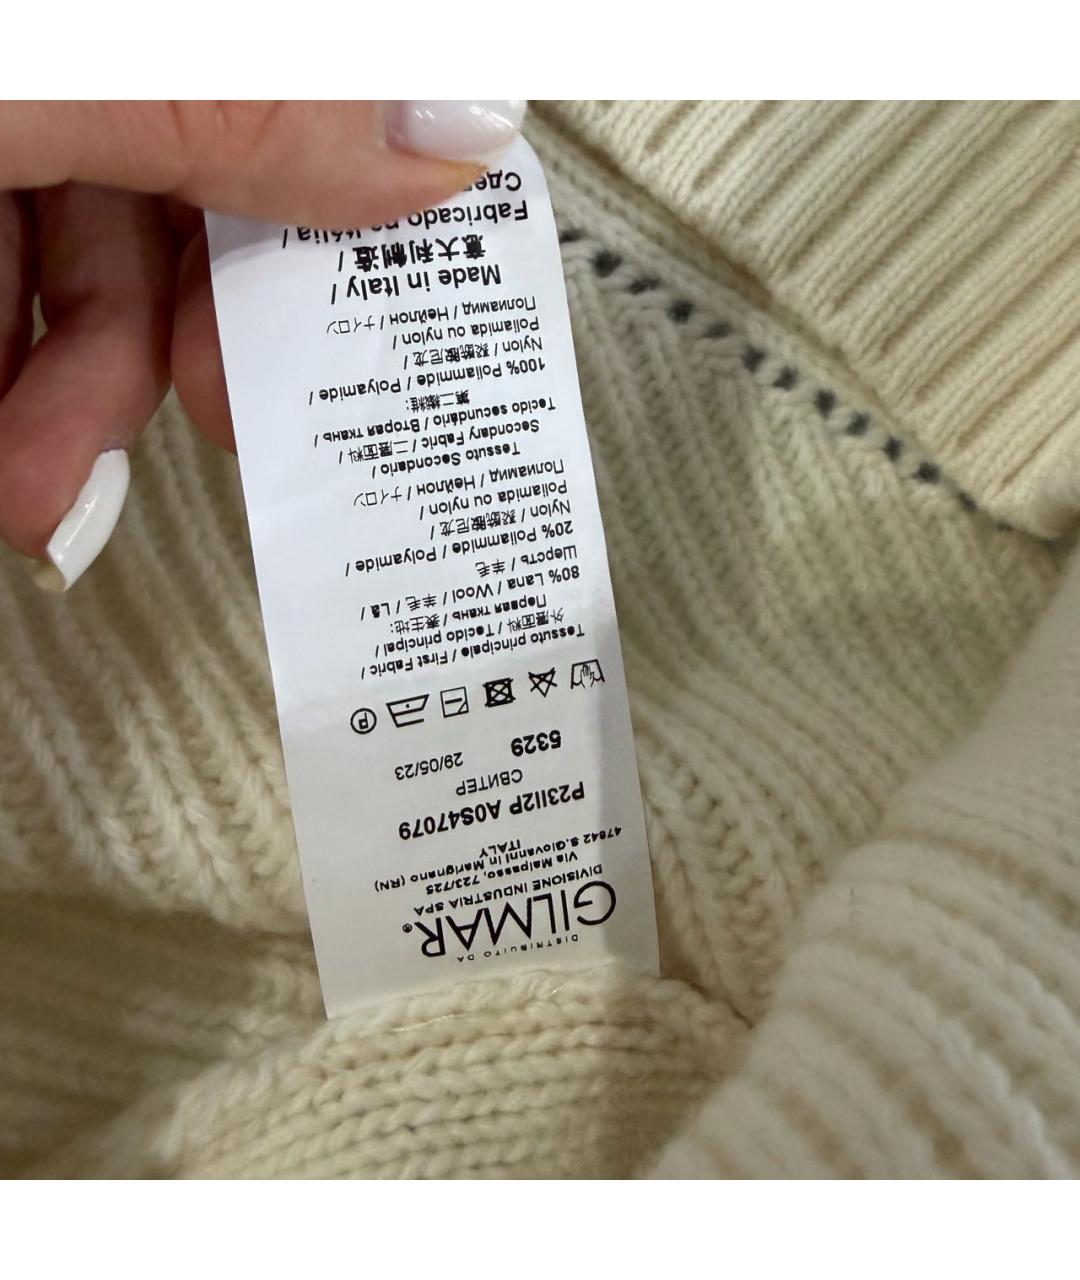 DISTRIBUITO DA
GILMAR®
DIVISIONE INDUSTRIA SPA
Via Malpasso, 723/725
47842 S.Giovanni in Marignano (RN)
ITALY
P23II2P A0S47079
СВИТЕР
5329 29/05/23
P
Tessuto principale / First Fabric /
外層面料 / Tecido principal /
Первая ткань / 表生地:
80% Lana / Wool / 羊毛 / Lã /
Шерсть / 羊毛
20% Poliammide / Polyamide /
Nylon / 聚酰胺尼龙 /
Poliamida ou nylon /
Полиамид / Нейлон / ナイロン
Tessuto Secondario /
Secondary Fabric / 二層面料 /
Tecido secundário / Вторая ткань /
第二繊維:
100% Poliammide / Polyamide /
Nylon / 聚酰胺尼龙 /
Poliamida ou nylon /
Полиамид / Нейлон / ナイロン
Made in Italy /
意大利制造 /
Fabricado na Itália /